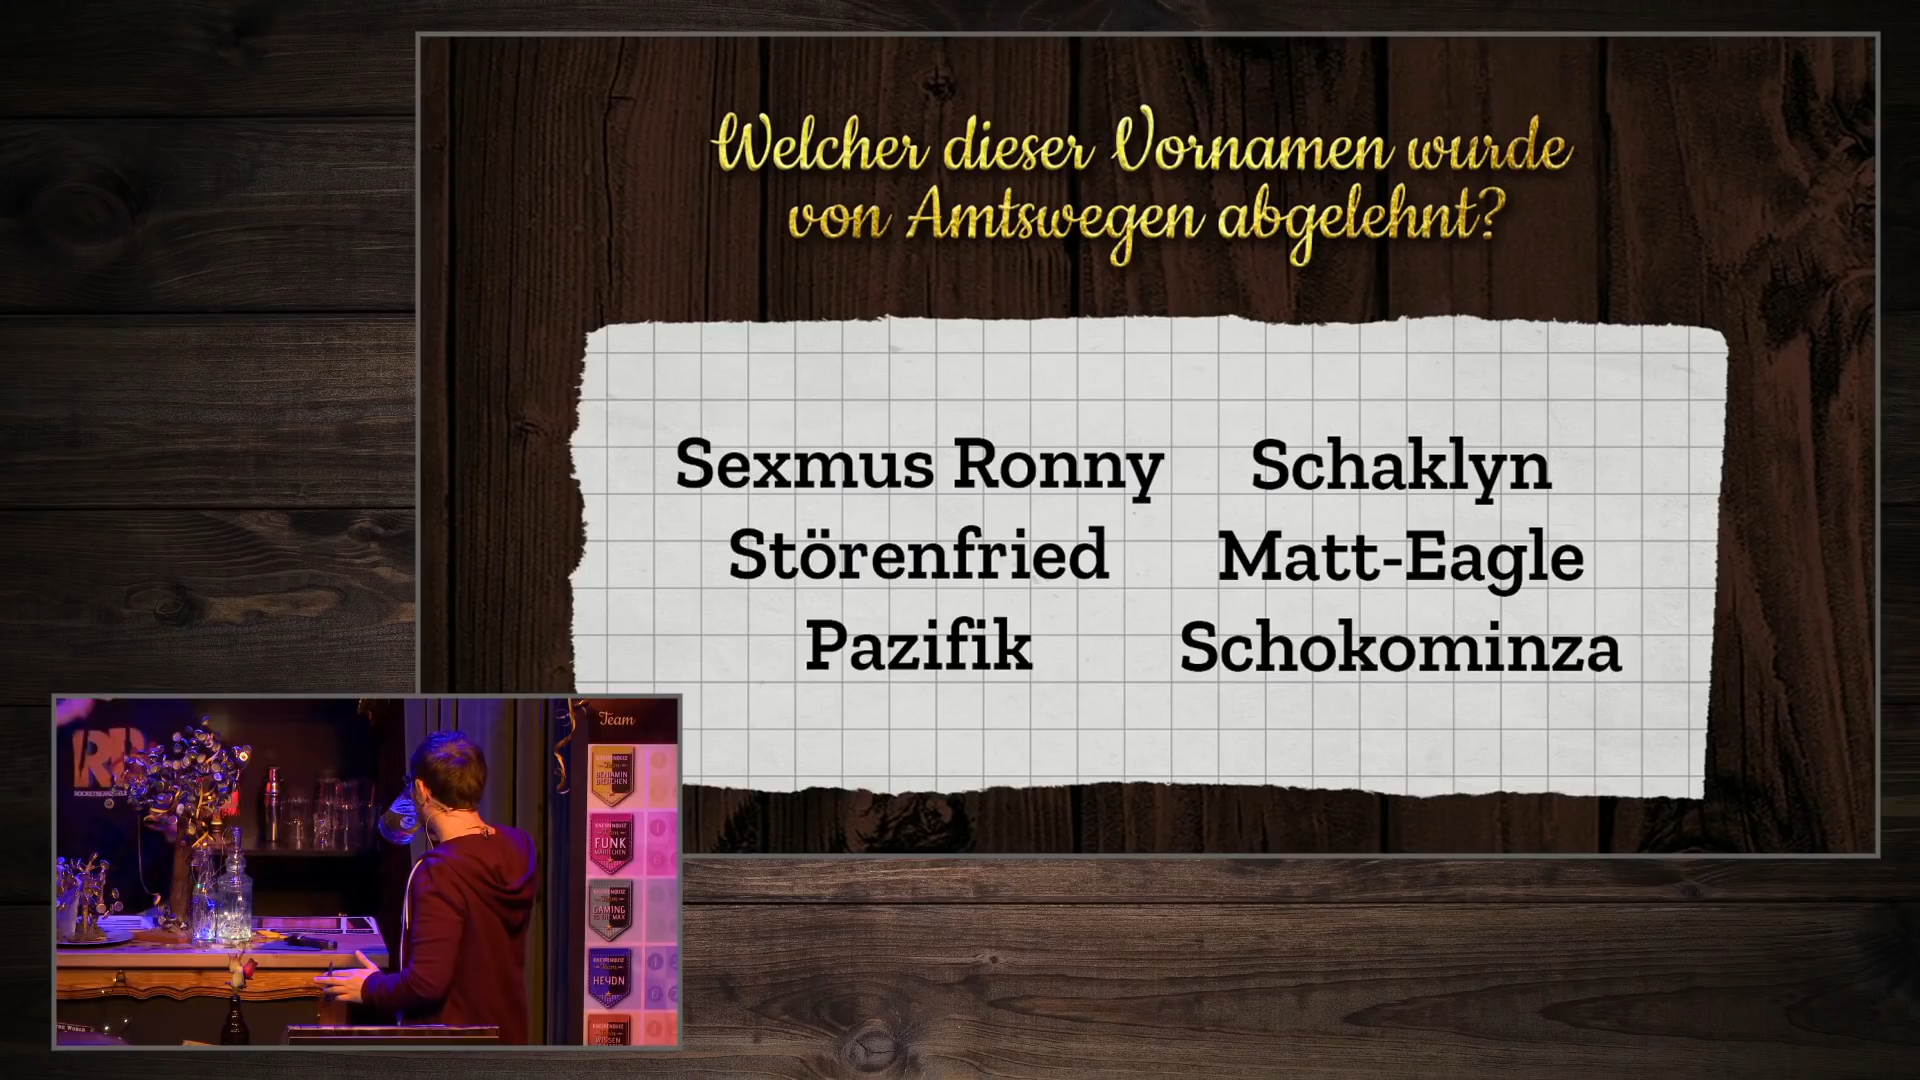 Welcher dieser Vornamen wurde
von Amtswegen abgelehnt?
Sexmus Ronny
Schaklyn
Störenfried
Matt-Eagle
Pazifik
Schokominza
Team
FUNK
GAMING
HEYDN
WISSEN